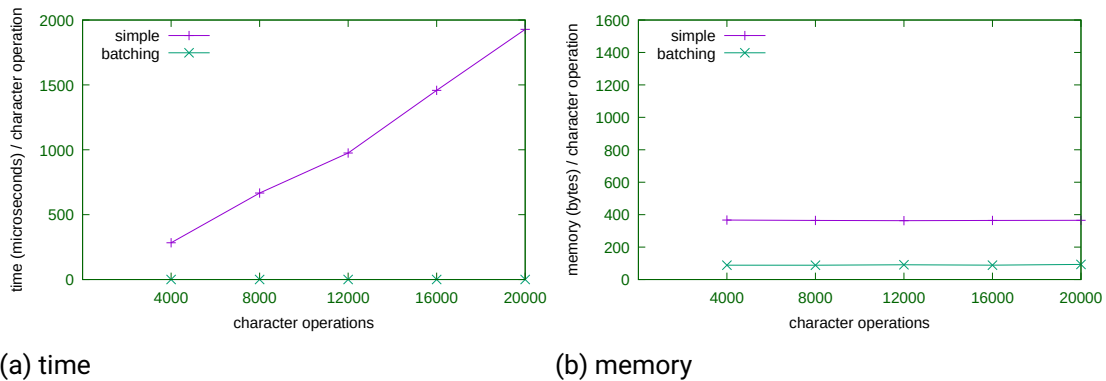 time (microseconds) / character operation
2000
1500
1000
500
0
simple
batching
4000 8000 12000 16000 20000
character operations
(a) time
memory (bytes) / character operation
1600
1400
1200
1000
800
600
400
200
0
simple
batching
4000 8000 12000 16000 20000
character operations
(b) memory